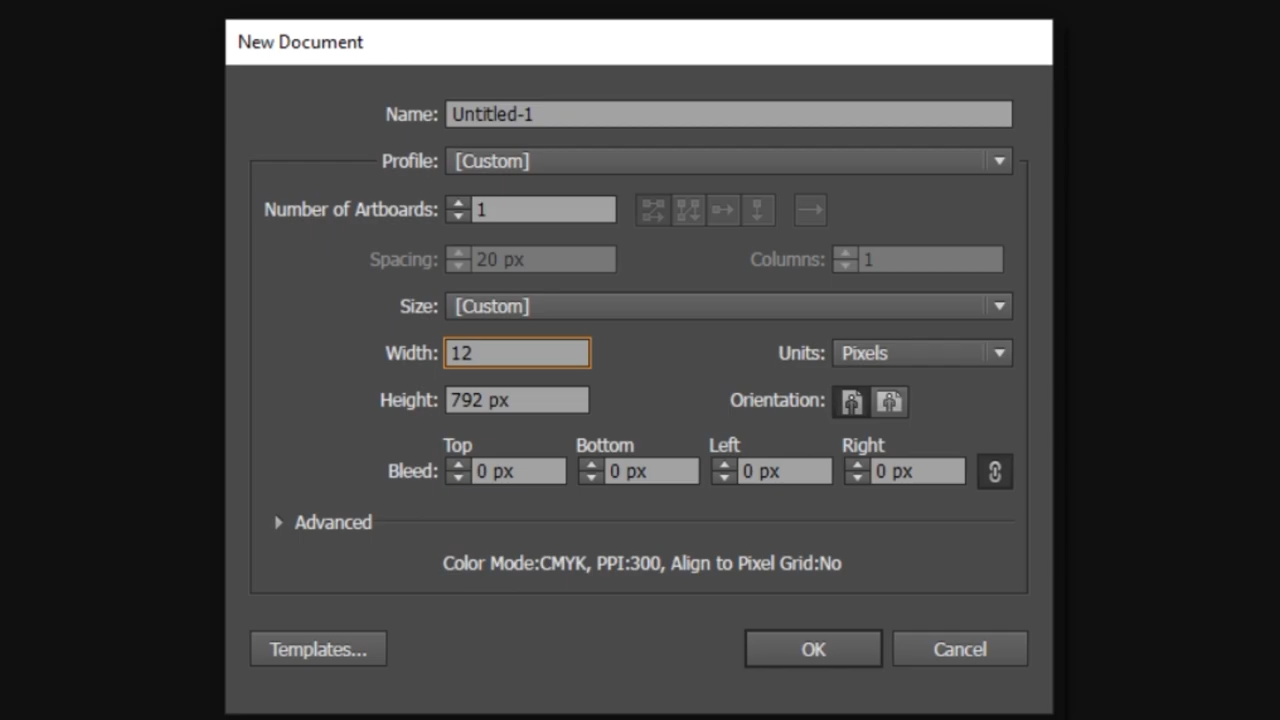 New Document
Name: Untitled-1
Profile: [Custom]
Number of Artboards: 1
Spacing: 20 px Columns: 1
Size: [Custom]
Width: 12 Units: Pixels
Height: 792 px Orientation:
Top Bottom Left Right
Bleed: 0 px 0 px 0 px 0 px
Advanced
Color Mode:CMYK, PPI:300, Align to Pixel Grid:No
Templates... OK Cancel